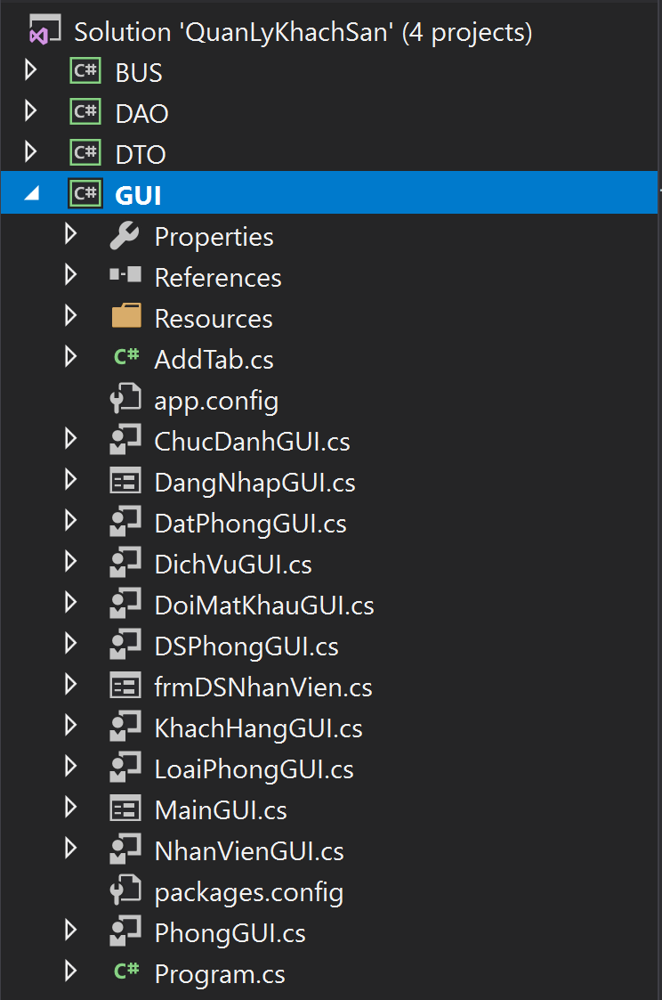 Solution 'QuanLyKhachSan' (4 projects)
C# BUS
C# DAO
C# DTO
C# GUI
Properties
References
Resources
C# AddTab.cs
app.config
ChucDanhGUI.cs
DangNhapGUI.cs
DatPhongGUI.cs
DichVuGUI.cs
DoiMatKhauGUI.cs
DSPhongGUI.cs
frmDSNhanVien.cs
KhachHangGUI.cs
LoaiPhongGUI.cs
MainGUI.cs
NhanVienGUI.cs
packages.config
PhongGUI.cs
C# Program.cs